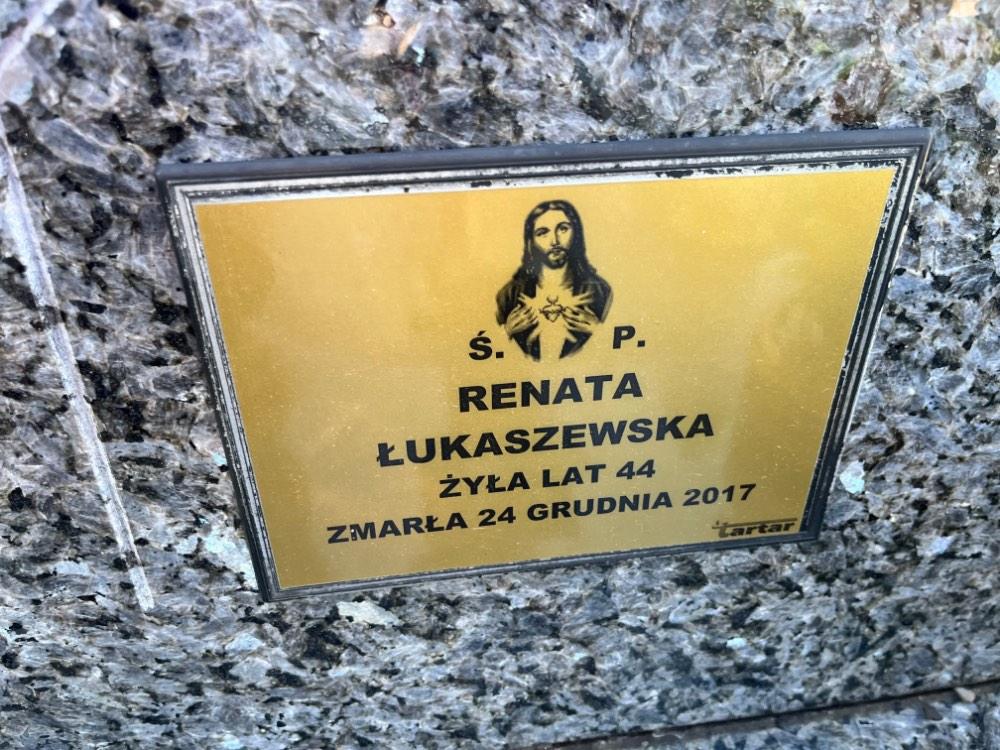 Ś. P.
RENATA
ŁUKASZEWSKA
ŻYŁA LAT 44
ZMARŁA 24 GRUDNIA 2017
tartar